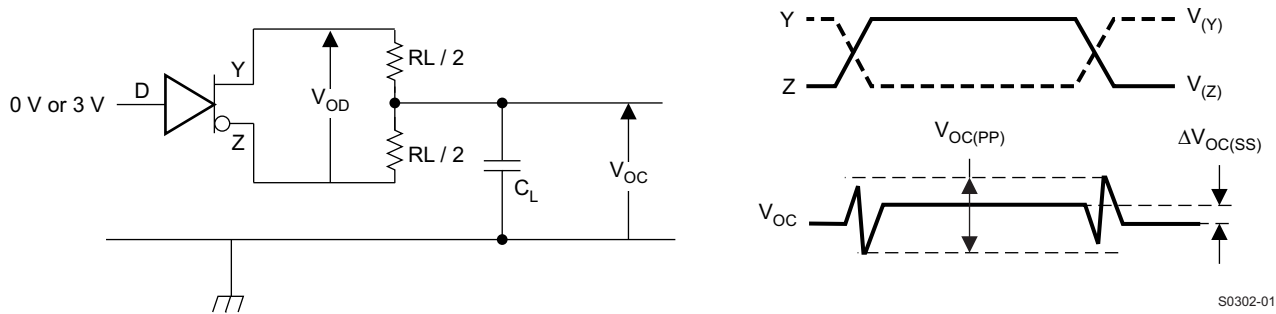 0 V or 3 V
D
Y
Z
V_OD
RL / 2
RL / 2
C_L
V_OC
Y
V_(Y)
Z
V_(Z)
V_OC(PP)
ΔV_OC(SS)
V_OC
S0302-01